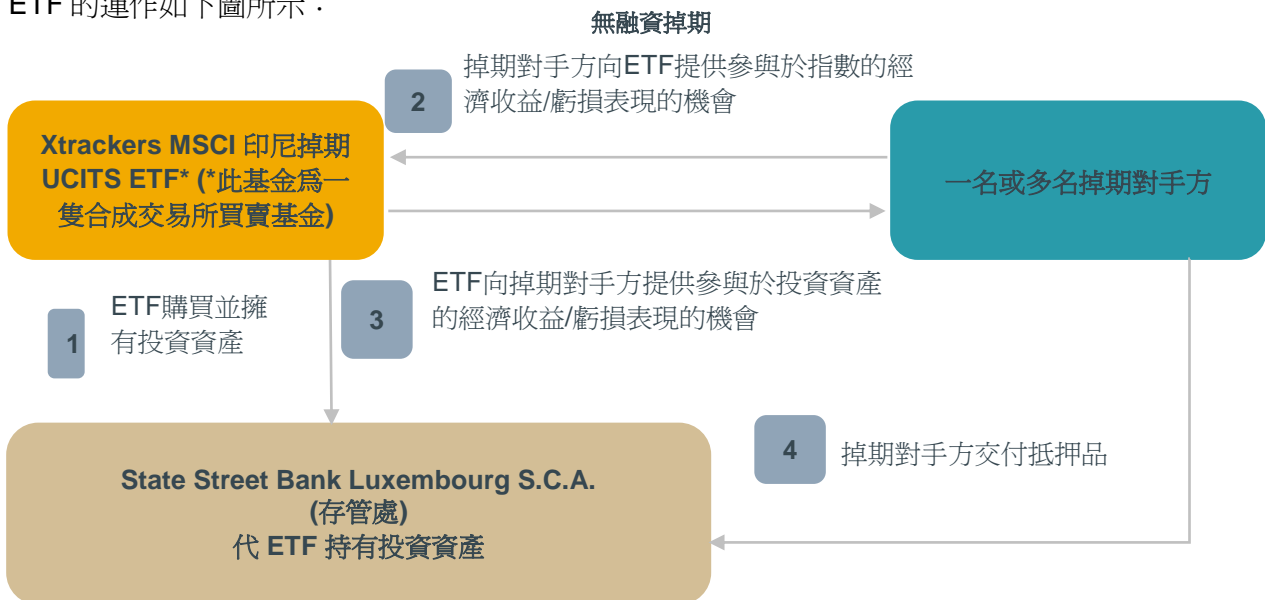 ETF 的運作如下圖所示：
無融資掉期
2
掉期對手方向ETF提供參與於指數的經
濟收益/虧損表現的機會
Xtrackers MSCI 印尼掉期
UCITS ETF* (*此基金爲一
隻合成交易所買賣基金)
一名或多名掉期對手方
1
ETF購買並擁
有投資資產
3
ETF向掉期對手方提供參與於投資資產
的經濟收益/虧損表現的機會
4
掉期對手方交付抵押品
State Street Bank Luxembourg S.C.A.
(存管處)
代 ETF 持有投資資產